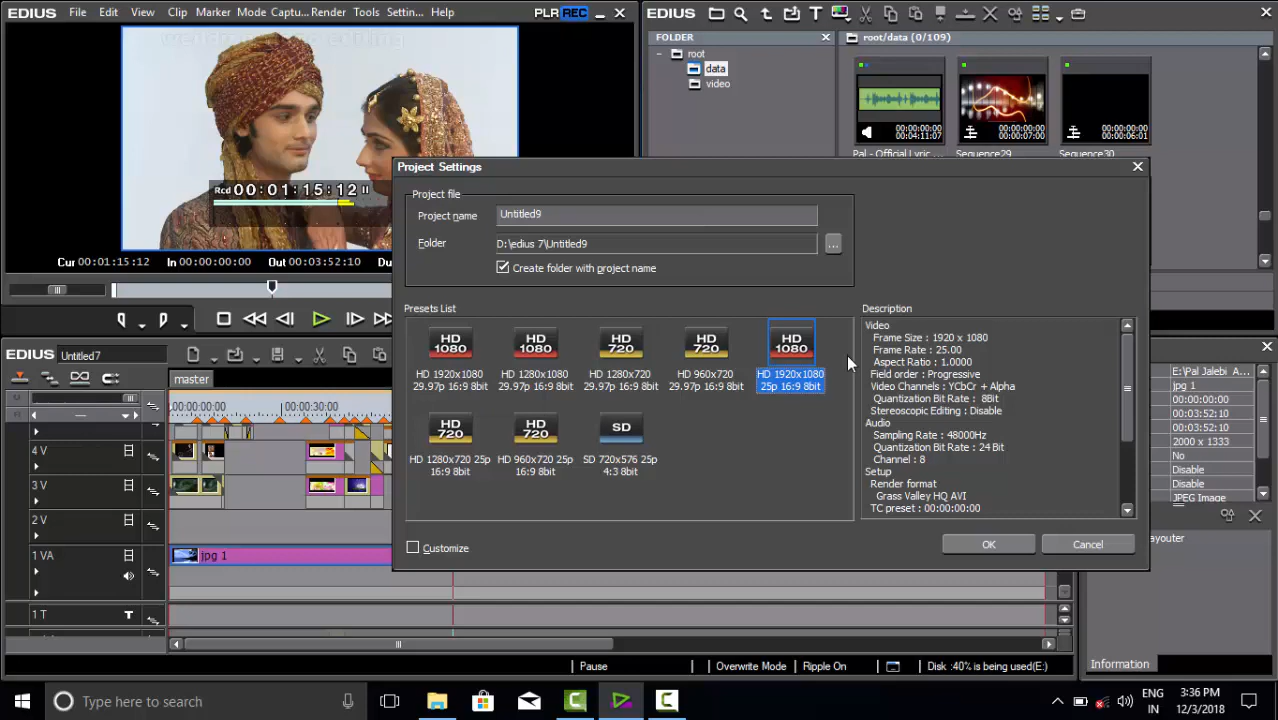 EDIUS File Edit View Clip Marker Mode Captu... Render Tools Settin... Help PLR REC
EDIUS
FOLDER
root
data
video
root/data (0/109)
00:00:00:00
00:04:11:07
00:00:00:00
00:00:07:00
00:00:00:00
00:00:06:01
Pal - Official Lyric ...
Sequence29
Sequence30
Rcd 00:01:15:12
Cur 00:01:15:12 In 00:00:00:00 Out 00:03:52:10 Du
Project Settings
Project file
Project name Untitled9
Folder D:\edius 7\Untitled9 ...
Create folder with project name
Presets List
HD 1080
HD 1080
HD 720
HD 720
HD 1080
HD 1920x1080 29.97p 16:9 8bit
HD 1280x1080 29.97p 16:9 8bit
HD 1280x720 29.97p 16:9 8bit
HD 960x720 29.97p 16:9 8bit
HD 1920x1080 25p 16:9 8bit
HD 720
HD 720
SD
HD 1280x720 25p 16:9 8bit
HD 960x720 25p 16:9 8bit
SD 720x576 25p 4:3 8bit
Description
Video
Frame Size : 1920 x 1080
Frame Rate : 25.00
Aspect Ratio : 1.0000
Field order : Progressive
Video Channels : YCbCr + Alpha
Quantization Bit Rate : 8Bit
Stereoscopic Editing : Disable
Audio
Sampling Rate : 48000Hz
Quantization Bit Rate : 24 Bit
Channel : 8
Setup
Render format
Grass Valley HQ AVI
TC preset : 00:00:00:00
Customize
OK
Cancel
EDIUS Untitled7
master
00:00:00:00 00:00:30:00
4 V
3 V
2 V
1 VA jpg 1
1 T T
E:\Pal Jalebi A...
jpg 1
00:00:00:00
00:03:52:10
00:03:52:10
2000 x 1333
No
Disable
Disable
JPEG Image
ayouter
Information
Pause Overwrite Mode Ripple On Disk :40% is being used(E:)
Type here to search
ENG
IN
3:36 PM
12/3/2018